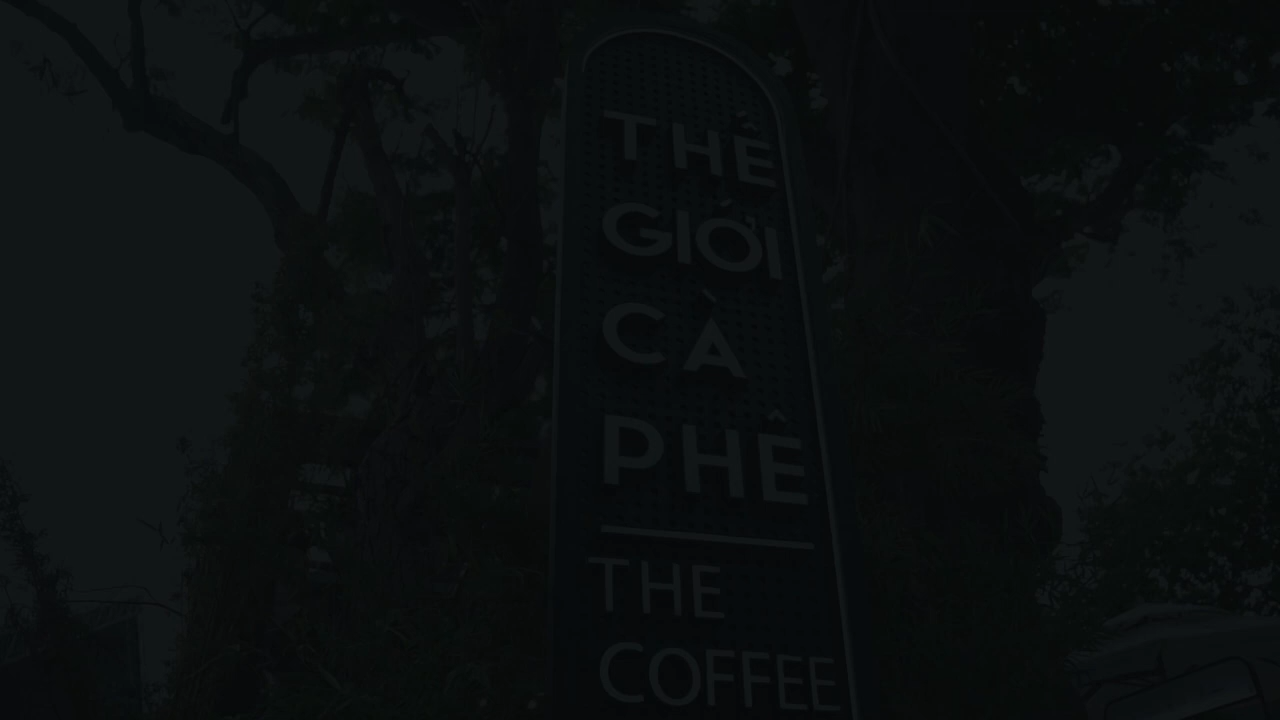 THẾ
GIỚI
CÀ
PHÊ
THE
COFFEE